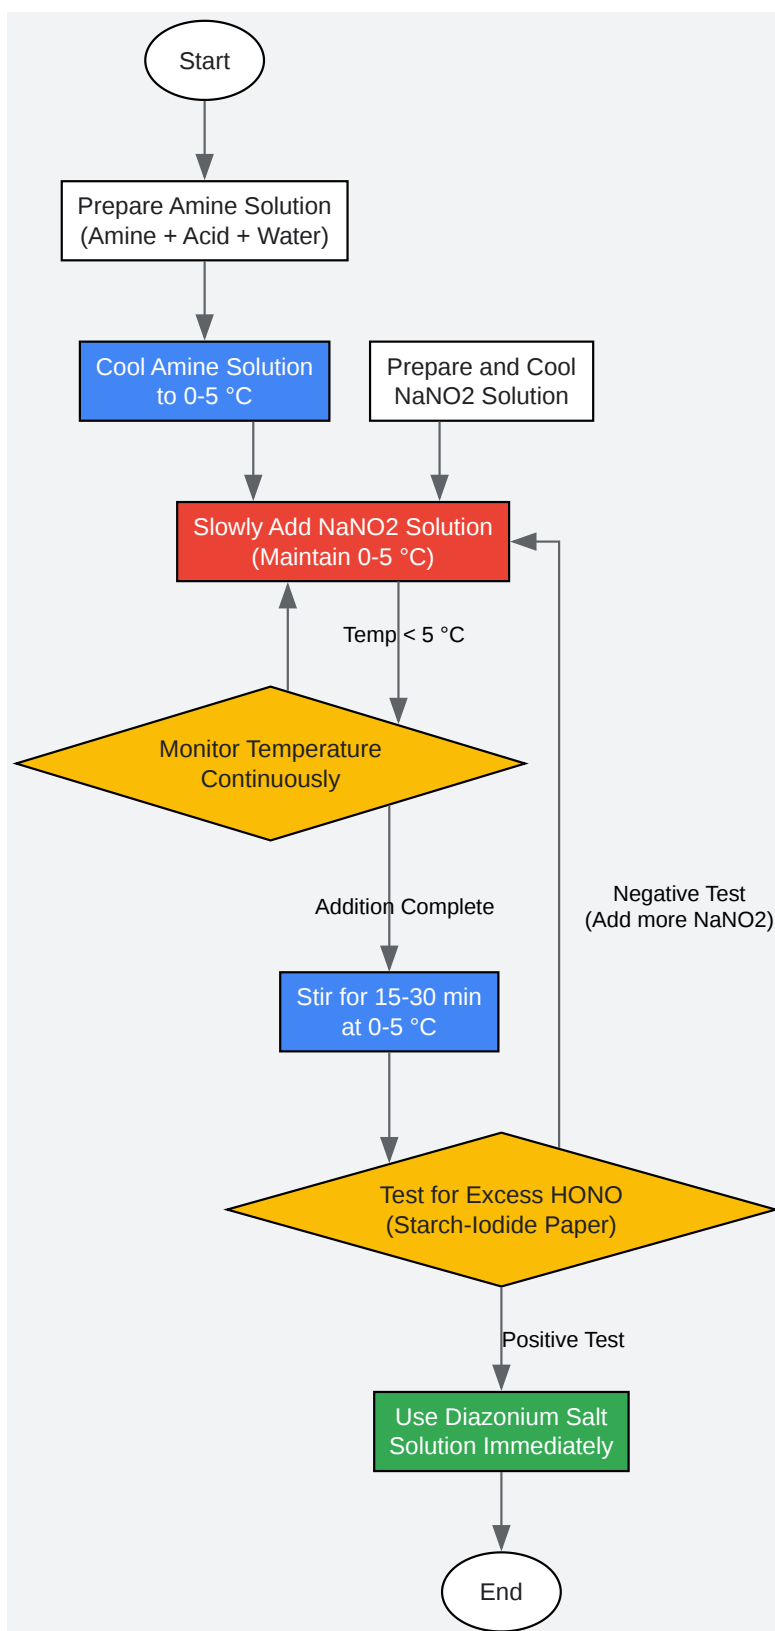 Start
Prepare Amine Solution
(Amine + Acid + Water)
Cool Amine Solution
to 0-5 °C
Prepare and Cool
NaNO2 Solution
Slowly Add NaNO2 Solution
(Maintain 0-5 °C)
Temp < 5 °C
Monitor Temperature
Continuously
Addition Complete
Negative Test
(Add more NaNO2)
Stir for 15-30 min
at 0-5 °C
Test for Excess HONO
(Starch-Iodide Paper)
Positive Test
Use Diazonium Salt
Solution Immediately
End